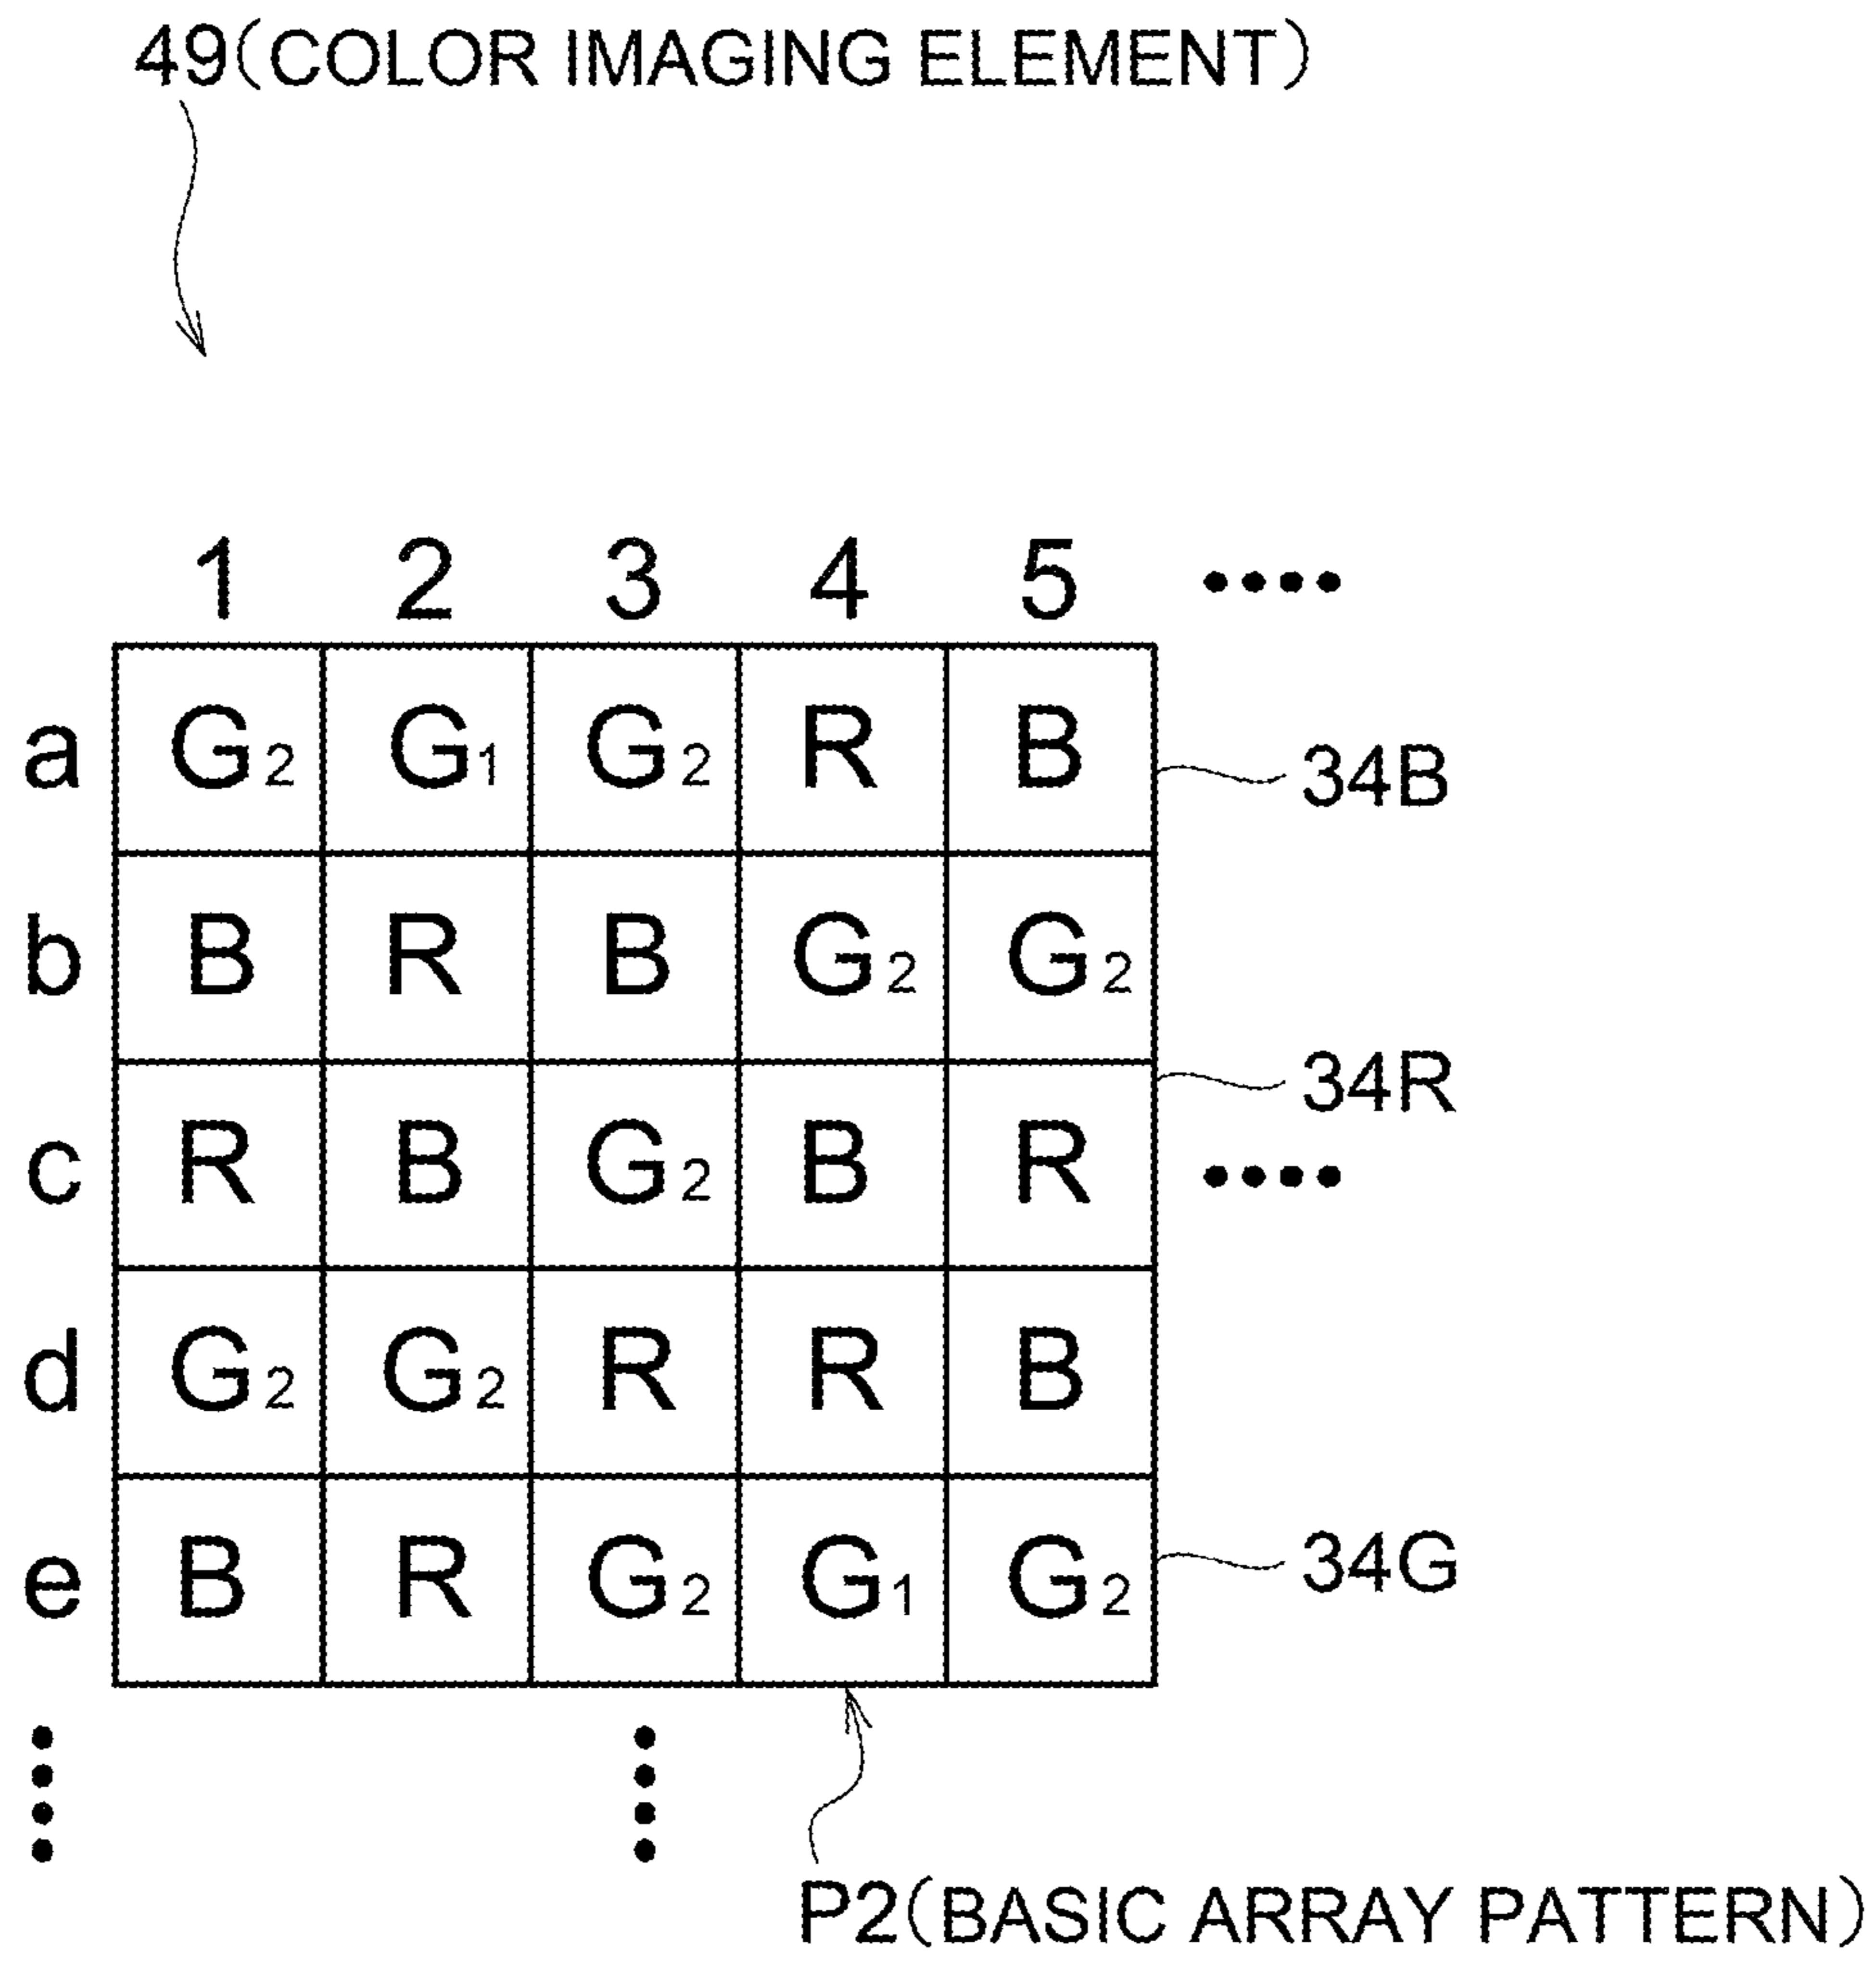 49(COLOR IMAGING ELEMENT)
1 2 3 4 5 ••••
a G2 G1 G2 R B 34B
b B R B G2 G2
34R
c R B G2 B R ••••
d G2 G2 R R B
e B R G2 G1 G2 34G
P2(BASIC ARRAY PATTERN)